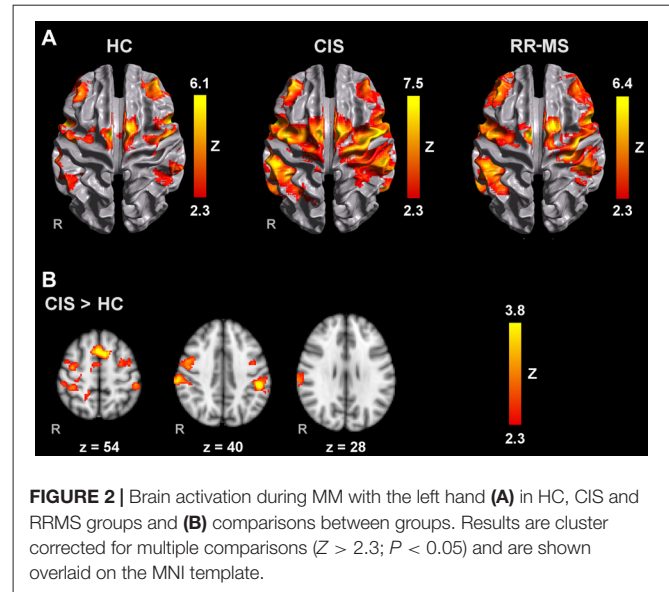 A
HC CIS RR-MS
6.1 7.5 6.4
Z Z Z
2.3 2.3 2.3
R R R
B
CIS > HC
3.8
Z
2.3
R R R
z = 54 z = 40 z = 28
FIGURE 2 | Brain activation during MM with the left hand (A) in HC, CIS and
RRMS groups and (B) comparisons between groups. Results are cluster
corrected for multiple comparisons (Z > 2.3; P < 0.05) and are shown
overlaid on the MNI template.